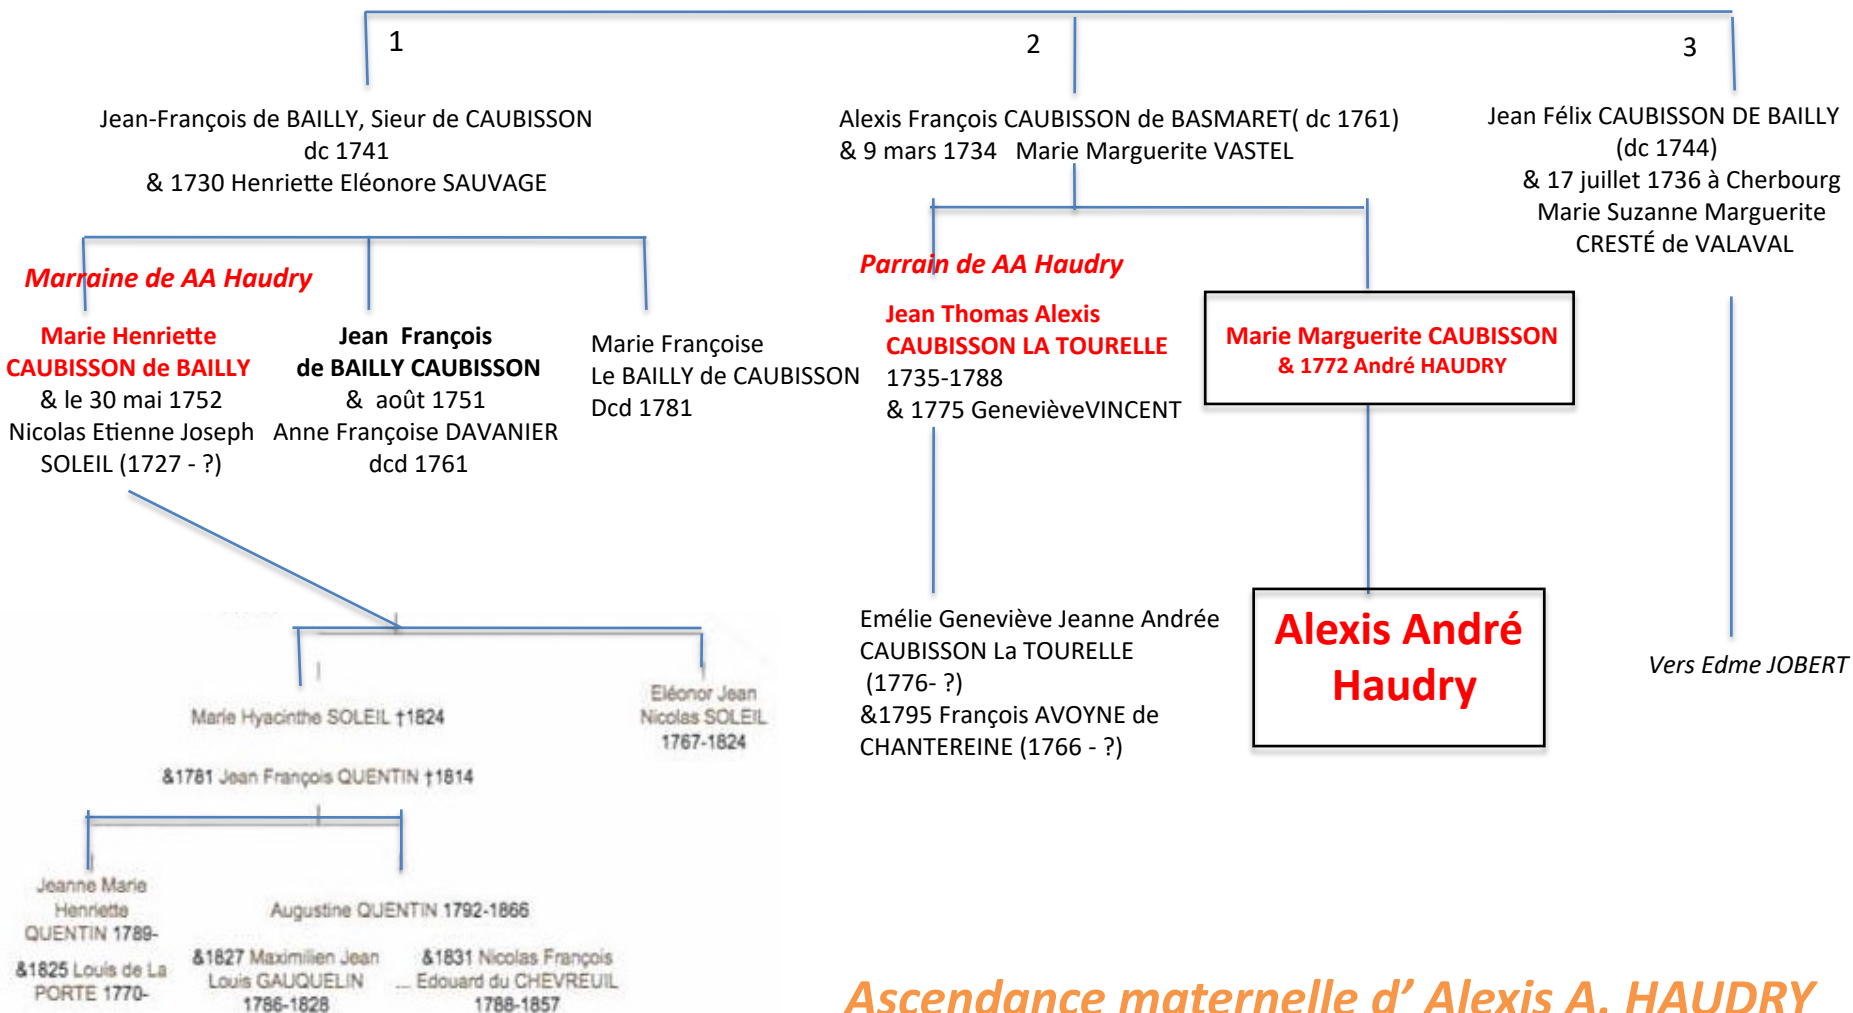 1
2
3
Jean-François de BAILLY, Sieur de CAUBISSON
dc 1741
& 1730 Henriette Eléonore SAUVAGE
Alexis François CAUBISSON de BASMARET( dc 1761)
& 9 mars 1734 Marie Marguerite VASTEL
Jean Félix CAUBISSON DE BAILLY
(dc 1744)
& 17 juillet 1736 à Cherbourg
Marie Suzanne Marguerite
CRESTÉ de VALAVAL
Marraine de AA Haudry
Marie Henriette
CAUBISSON de BAILLY
& le 30 mai 1752
Nicolas Etienne Joseph
SOLEIL (1727 - ?)
Jean François
de BAILLY CAUBISSON
& août 1751
Anne Françoise DAVANIER
dcd 1761
Marie Françoise
Le BAILLY de CAUBISSON
Dcd 1781
Parrain de AA Haudry
Jean Thomas Alexis
CAUBISSON LA TOURELLE
1735-1788
& 1775 GenevièveVINCENT
Marie Marguerite CAUBISSON
& 1772 André HAUDRY
Emélie Geneviève Jeanne Andrée
CAUBISSON La TOURELLE
(1776- ?)
&1795 François AVOYNE de
CHANTEREINE (1766 - ?)
Alexis André
Haudry
Vers Edme JOBERT
Marie Hyacinthe SOLEIL †1824
&1781 Jean François QUENTIN †1814
Eléonor Jean
Nicolas SOLEIL
1767-1824
Jeanne Marie
Henriette
QUENTIN 1789-
&1825 Louis de La
PORTE 1770-
Augustine QUENTIN 1792-1866
&1827 Maximilien Jean
Louis GAUQUELIN
1786-1828
&1831 Nicolas François
... Edouard du CHEVREUIL
1788-1857
Ascendance maternelle d' Alexis A. HAUDRY